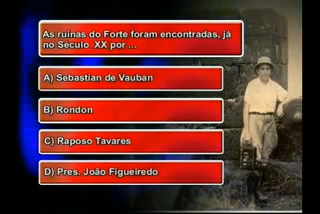 As ruinas do Forte foram encontradas, já
no Século  XX por ...
A) Sebastian de Vauban
B) Rondon
C) Raposo Tavares
D) Pres. João Figueiredo